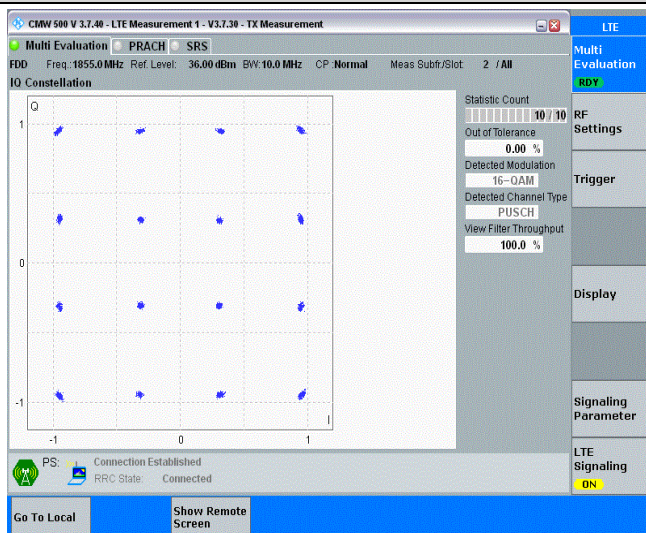 CMW 500 V 3.7.40 - LTE Measurement 1 - V3.7.30 - TX Measurement
LTE
Multi Evaluation PRACH SRS
Multi
Evaluation
RDY
FDD Freq.:1855.0 MHz Ref. Level: 36.00 dBm BW:10.0 MHz CP :Normal Meas Subfr./Slot: 2 / All
IQ Constellation
Q
1
0
-1
-1 0 1
I
Statistic Count
10 / 10
Out of Tolerance
0.00 %
Detected Modulation
16-QAM
Detected Channel Type
PUSCH
View Filter Throughput
100.0 %
RF
Settings
Trigger
Display
Signaling
Parameter
LTE
Signaling
ON
PS: Connection Established
RRC State: Connected
Go To Local
Show Remote
Screen